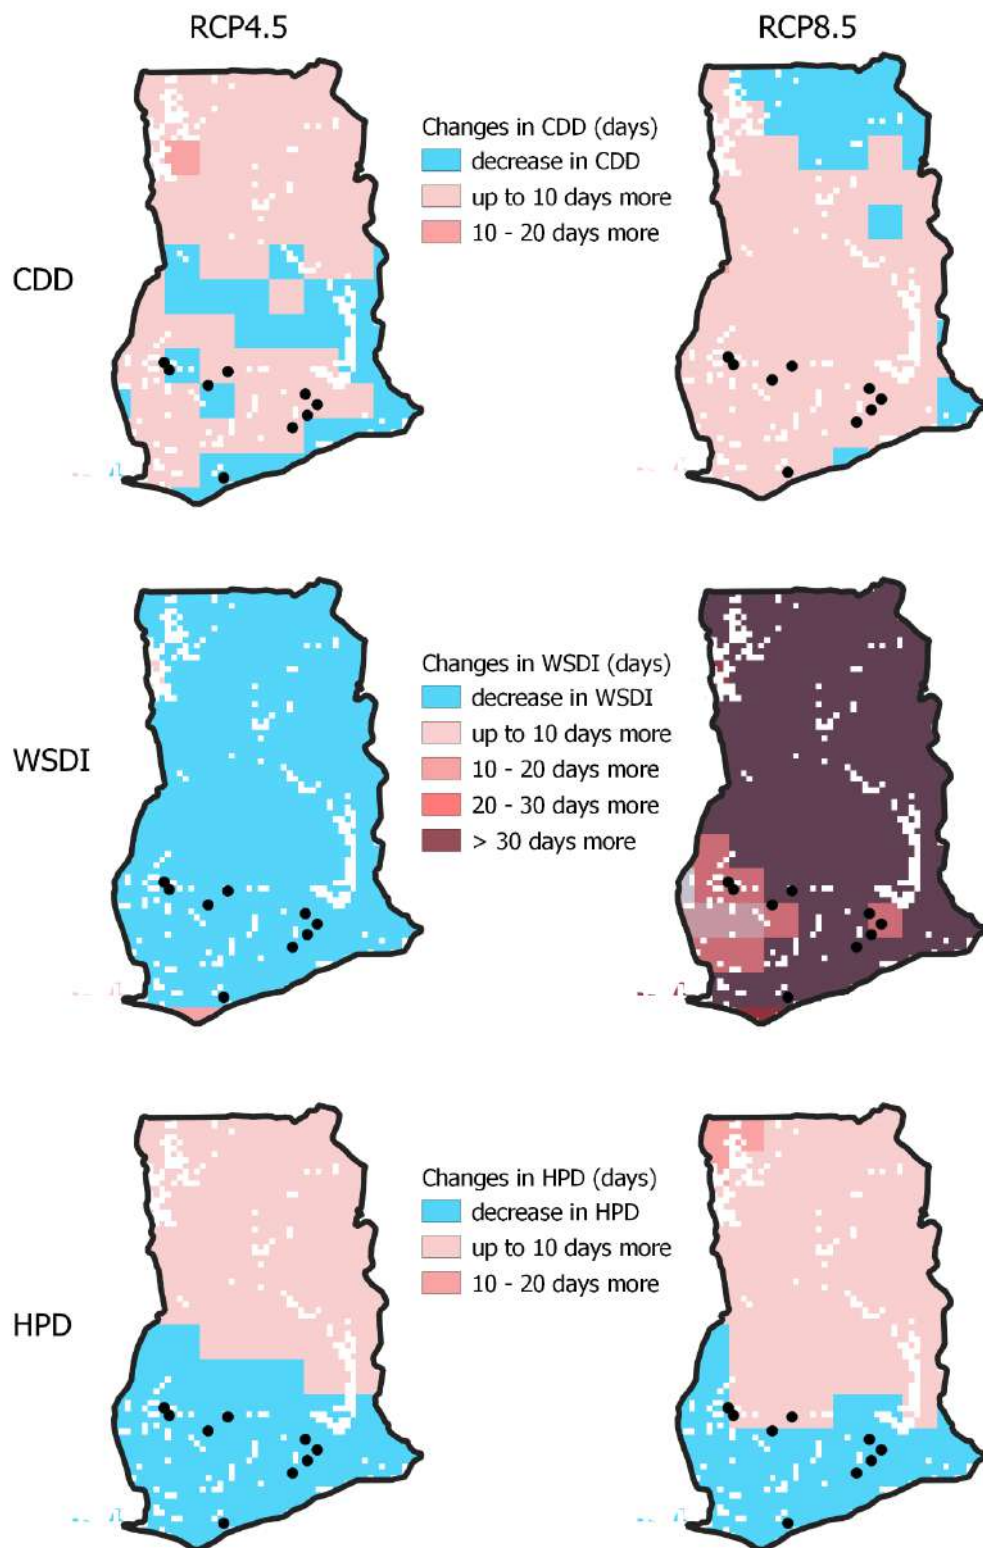 RCP4.5
RCP8.5
CDD
Changes in CDD (days)
decrease in CDD
up to 10 days more
10 - 20 days more
WSDI
Changes in WSDI (days)
decrease in WSDI
up to 10 days more
10 - 20 days more
20 - 30 days more
> 30 days more
HPD
Changes in HPD (days)
decrease in HPD
up to 10 days more
10 - 20 days more